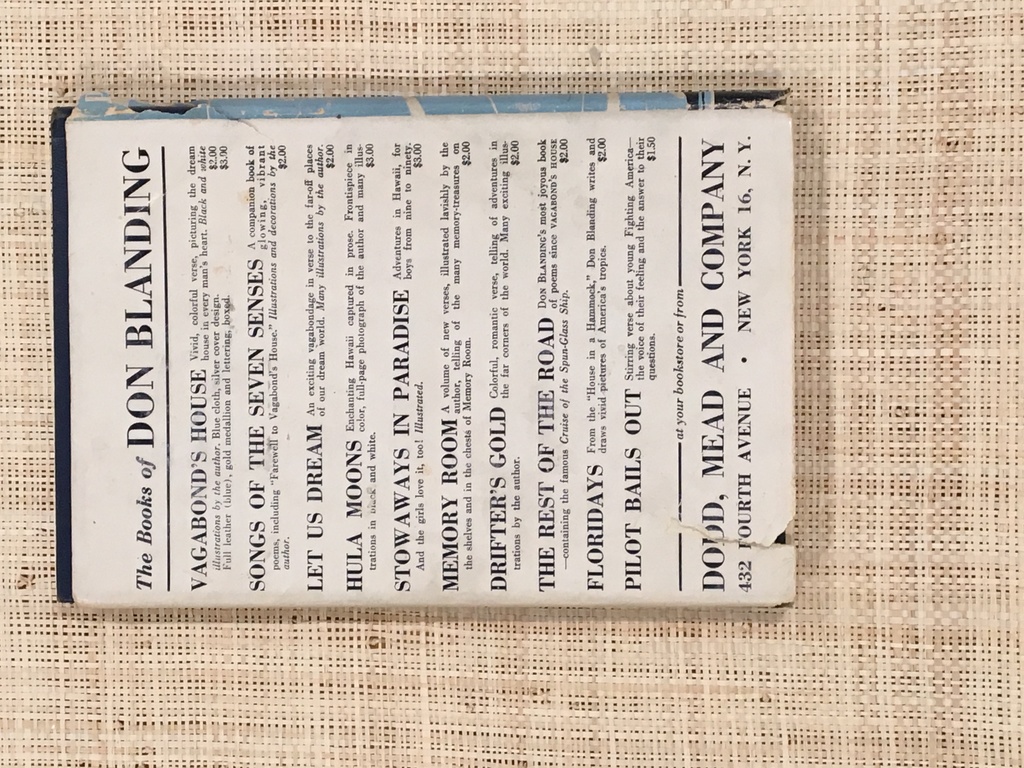 The Books of DON BLANDING
VAGABOND'S HOUSE Vivid, colorful verse, picturing the dream
house in every man's heart. Black and white
illustrations by the author. Blue cloth, silver cover design. $2.00
Full leather (blue), gold medallion and lettering, boxed. $3.00
SONGS OF THE SEVEN SENSES A companion book of
glowing, vibrant
poems, including "Farewell to Vagabond's House." Illustrations and decorations by the
author. $2.00
LET US DREAM An exciting vagabondage in verse to the far-off places
of our dream world. Many illustrations by the author. $2.00
HULA MOONS Enchanting Hawaii captured in prose. Frontispiece in
color, full-page photograph of the author and many illus-
trations in black and white. $3.00
STOWAWAYS IN PARADISE Adventures in Hawaii, for
boys from nine to ninety.
And the girls love it, too! Illustrated. $3.00
MEMORY ROOM A volume of new verses, illustrated lavishly by the
author, telling of the many memory-treasures on
the shelves and in the chests of Memory Room. $2.00
DRIFTER'S GOLD Colorful, romantic verse, telling of adventures in
the far corners of the world. Many exciting illus-
trations by the author. $2.00
THE REST OF THE ROAD DON BLANDING'S most joyous book
of poems since VAGABOND'S HOUSE
—containing the famous Cruise of the Spun-Glass Ship. $2.00
FLORIDAYS From the "House in a Hammock," Don Blanding writes and
draws vivid pictures of America's tropics. $2.00
PILOT BAILS OUT Stirring verse about young Fighting America—
the voice of their feeling and the answer to their
questions. $1.50
at your bookstore or from
DODD, MEAD AND COMPANY
432 FOURTH AVENUE • NEW YORK 16, N. Y.